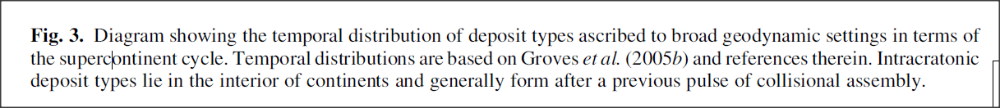 Fig. 3. Diagram showing the temporal distribution of deposit types ascribed to broad geodynamic settings in terms of
the supercontinent cycle. Temporal distributions are based on Groves et al. (2005b) and references therein. Intracratonic
deposit types lie in the interior of continents and generally form after a previous pulse of collisional assembly.